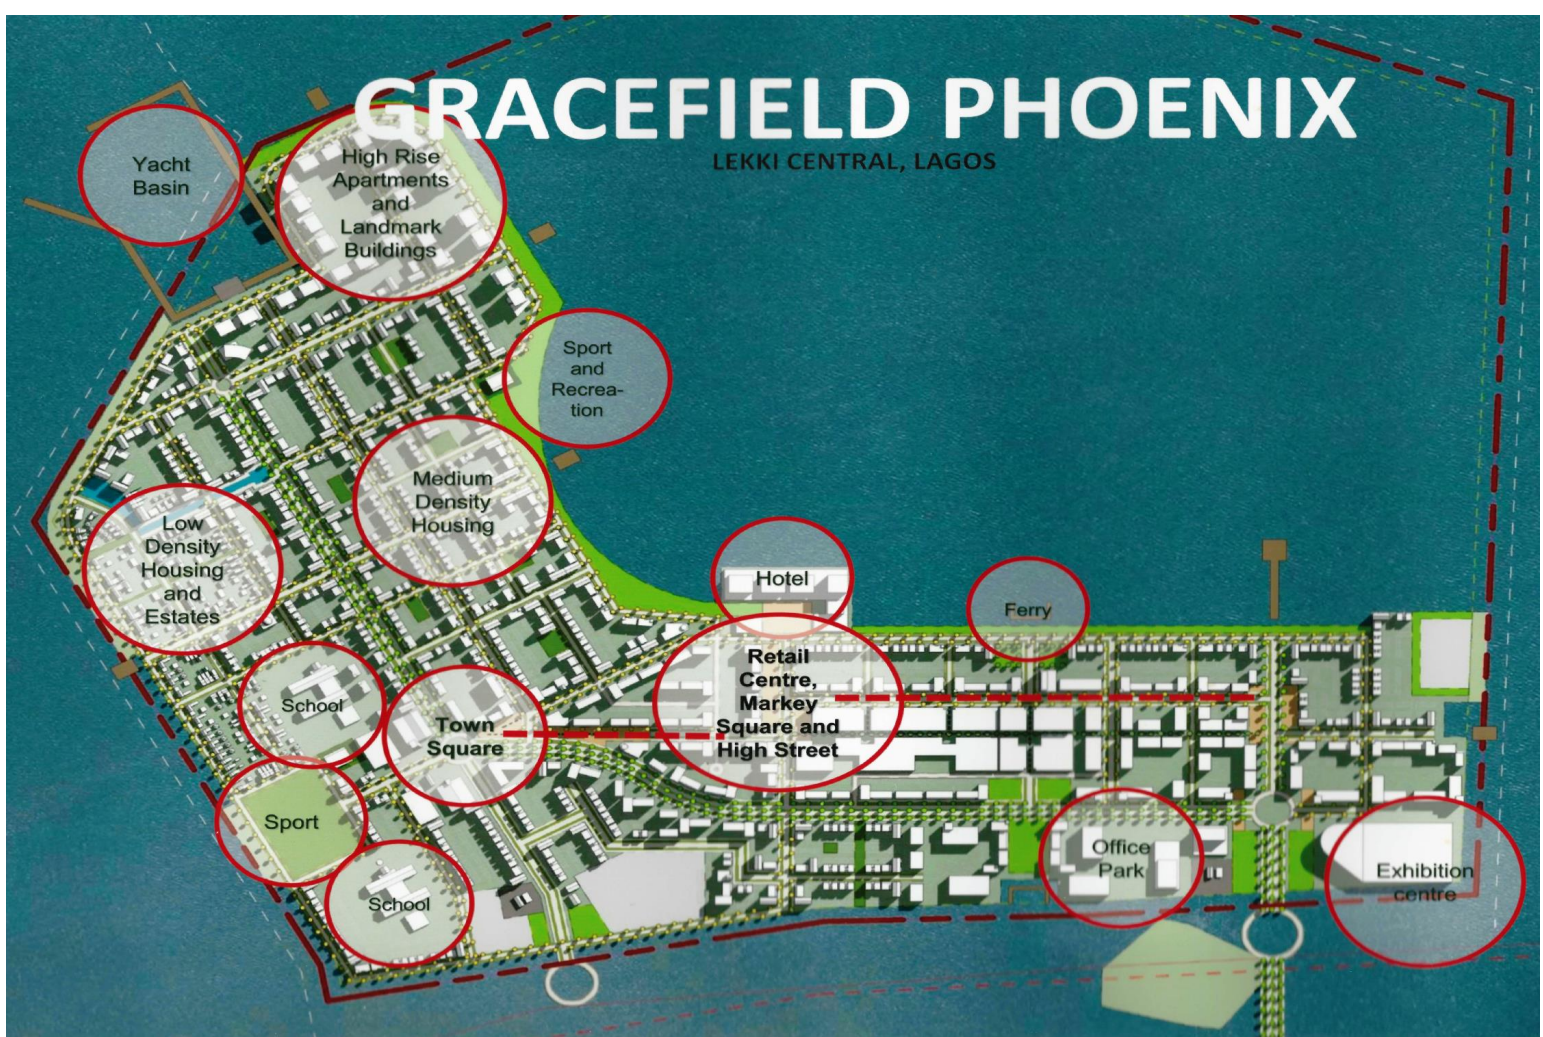 GRACEFIELD PHOENIX
LEKKI CENTRAL, LAGOS
Yacht
Basin
High Rise
Apartments
and
Landmark
Buildings
Sport
and
Recrea-
tion
Medium
Density
Housing
Low
Density
Housing
and
Estates
Hotel
Ferry
Retail
Centre,
Markey
Square and
High Street
School
Town
Square
Sport
School
Office
Park
Exhibition
centre